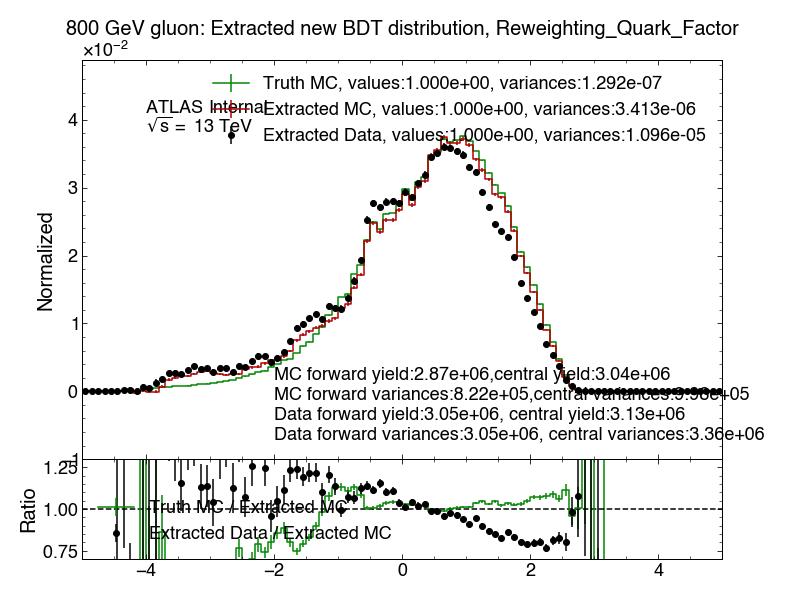 800 GeV gluon: Extracted new BDT distribution, Reweighting_Quark_Factor
×10−2
Truth MC, values:1.000e+00, variances:1.292e-07
ATLAS Internal
Extracted MC, values:1.000e+00, variances:3.413e-06
√s = 13 TeV
Extracted Data, values:1.000e+00, variances:1.096e-05
4
3
2
1
0
Normalized
MC forward yield:2.87e+06,central yield:3.04e+06
MC forward variances:8.22e+05,central variances:
Data forward yield:3.05e+06, central yield:3.13e+06
Data forward variances:3.05e+06, central variances:3.36e+06
1
1.25
1.00
0.75
Ratio
Truth MC / Extracted MC
Extracted Data / Extracted MC
−4 −2 0 2 4